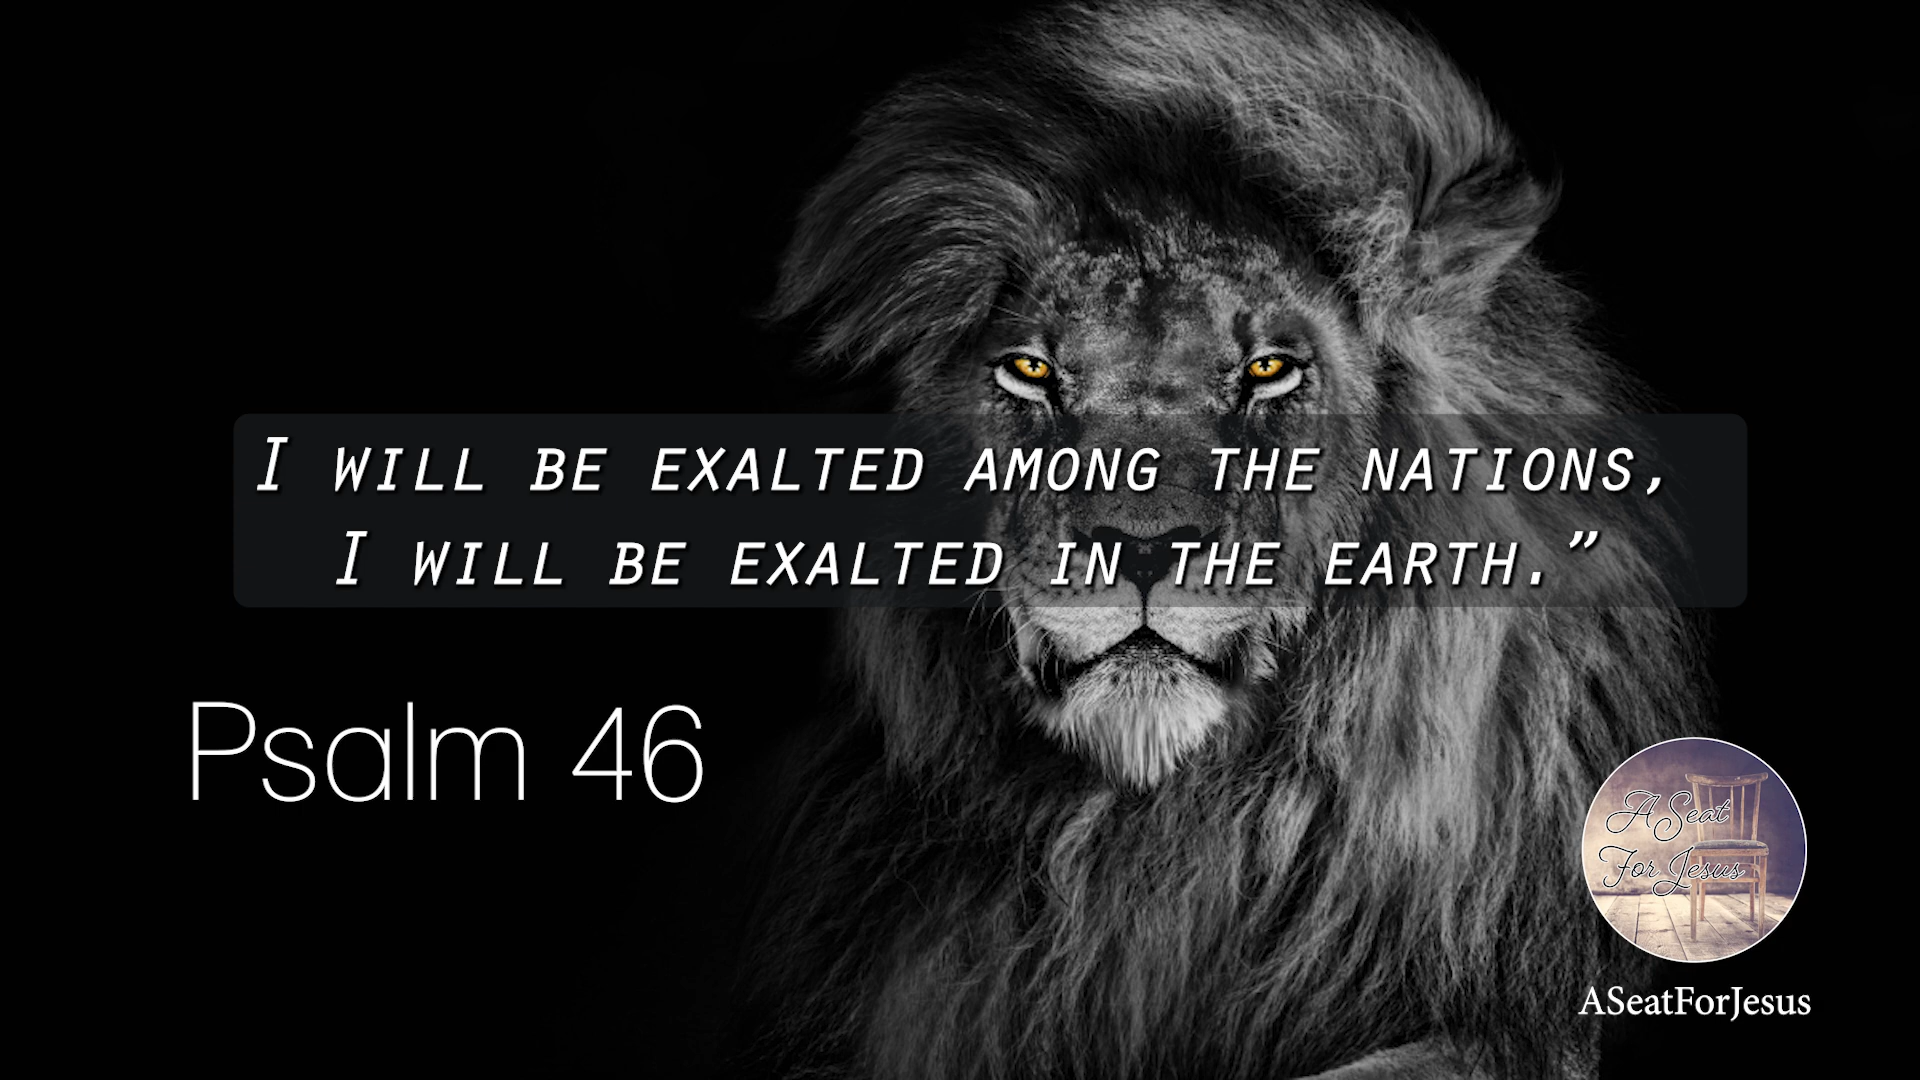 I WILL BE EXALTED AMONG THE NATIONS,
I WILL BE EXALTED IN THE EARTH.”
Psalm 46
A Seat
For Jesus
ASeatForJesus